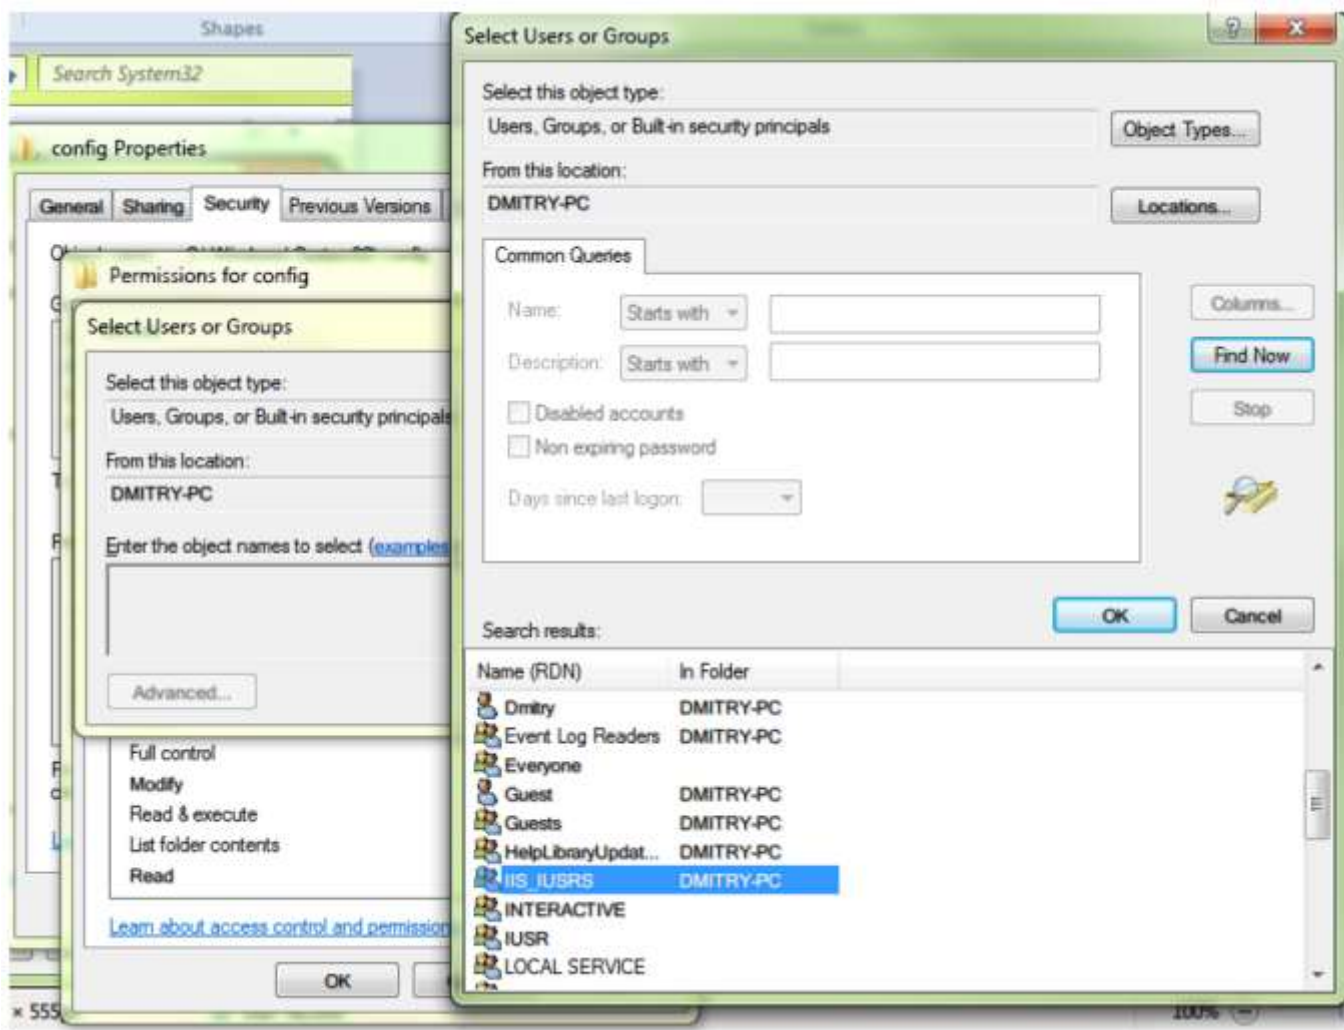 Shapes
Search System32
config Properties
General Sharing Security Previous Versions
Permissions for config
Select Users or Groups
Select this object type:
Users, Groups, or Built-in security principals
From this location:
DMITRY-PC
Enter the object names to select (examples
Advanced...
Full control
Modify
Read & execute
List folder contents
Read
Learn about access control and permission
OK
× 555
Select Users or Groups
Select this object type:
Users, Groups, or Built-in security principals
Object Types...
From this location:
DMITRY-PC
Locations...
Common Queries
Name: Starts with
Columns...
Description: Starts with
Find Now
Disabled accounts
Stop
Non expiring password
Days since last logon:
OK Cancel
Search results:
Name (RDN) In Folder
Dmitry DMITRY-PC
Event Log Readers DMITRY-PC
Everyone
Guest DMITRY-PC
Guests DMITRY-PC
HelpLibraryUpdat... DMITRY-PC
IIS_IUSRS DMITRY-PC
INTERACTIVE
IUSR
LOCAL SERVICE
100%